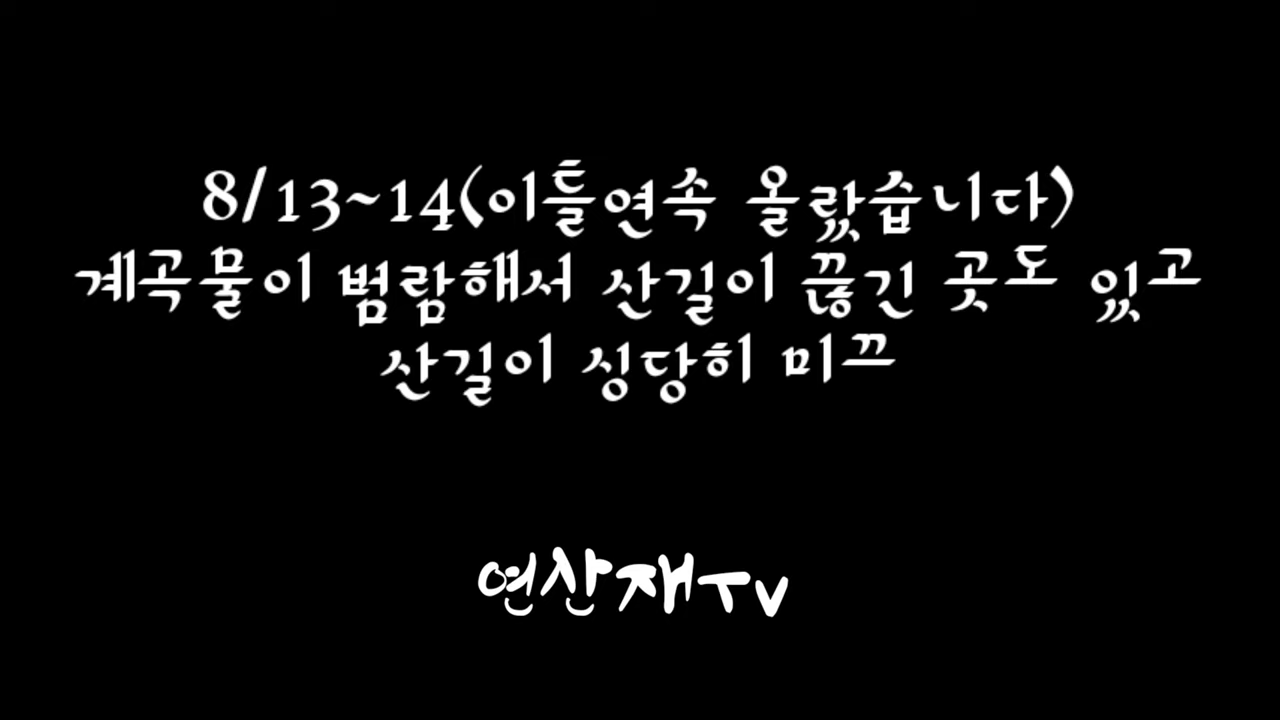 8/13~14(이틀연속 올랐습니다)
계곡물이 범람해서 산길이 끊긴 곳도 있고
산길이 싱당히 미끄
연산재TV